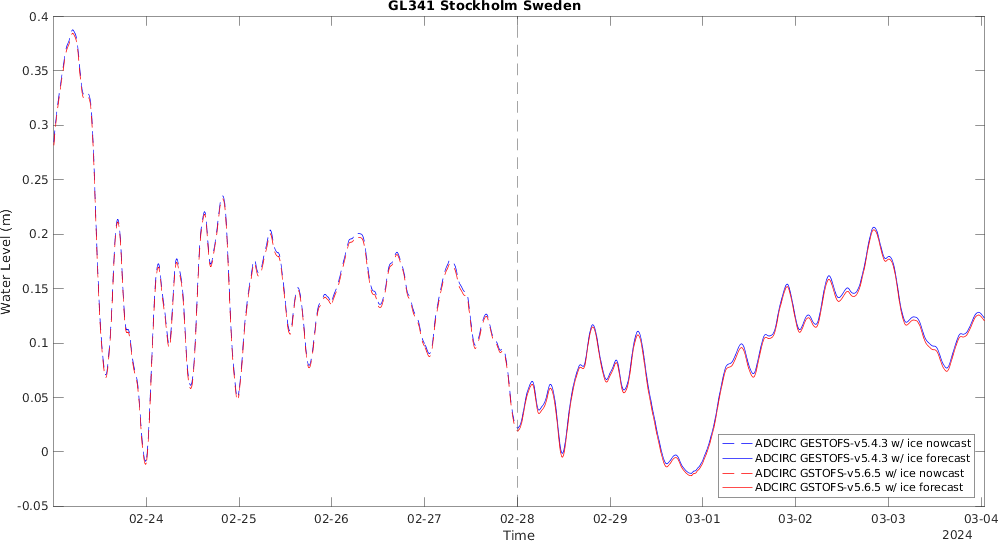 GL341 Stockholm Sweden
0.4
0.35
0.3
0.25
0.2
0.15
0.1
0.05
0
-0.05
Water Level (m)
02-24 02-25 02-26 02-27 02-28 02-29 03-01 03-02 03-03 03-04
Time
2024
ADCIRC GESTOFS-v5.4.3 w/ ice nowcast
ADCIRC GESTOFS-v5.4.3 w/ ice forecast
ADCIRC GSTOFS-v5.6.5 w/ ice nowcast
ADCIRC GSTOFS-v5.6.5 w/ ice forecast